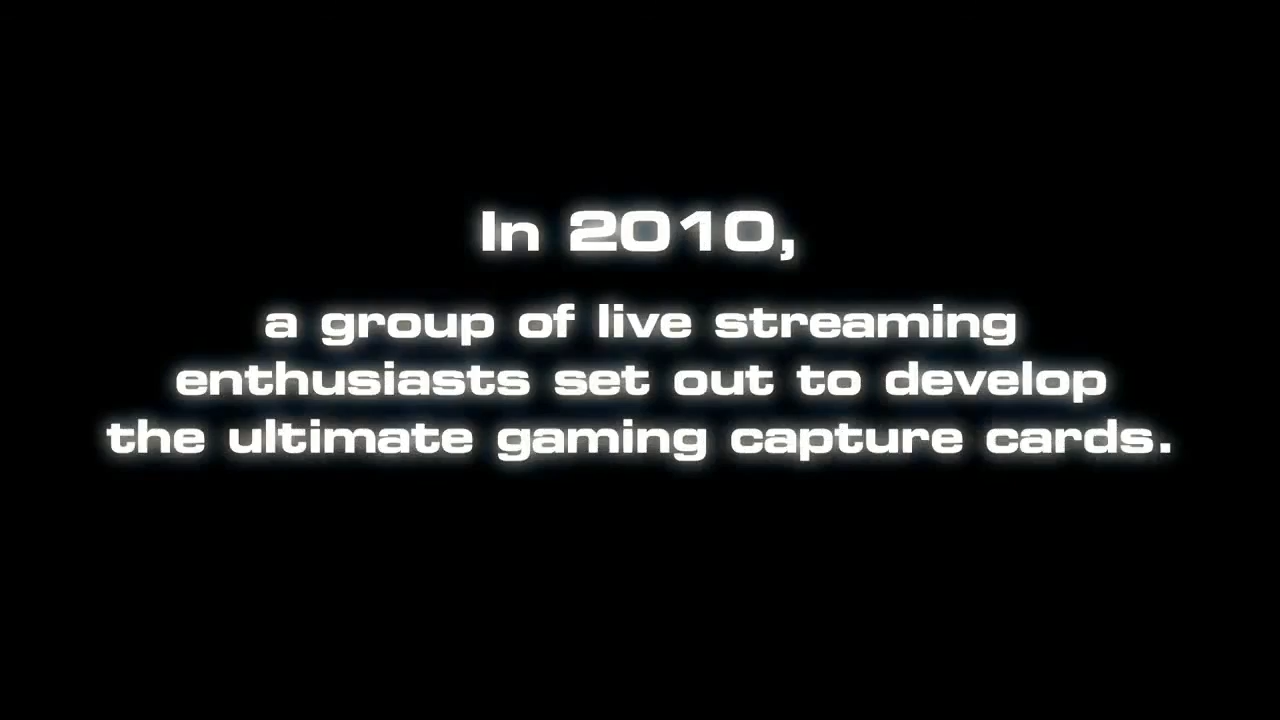 In 2010,
a group of live streaming
enthusiasts set out to develop
the ultimate gaming capture cards.